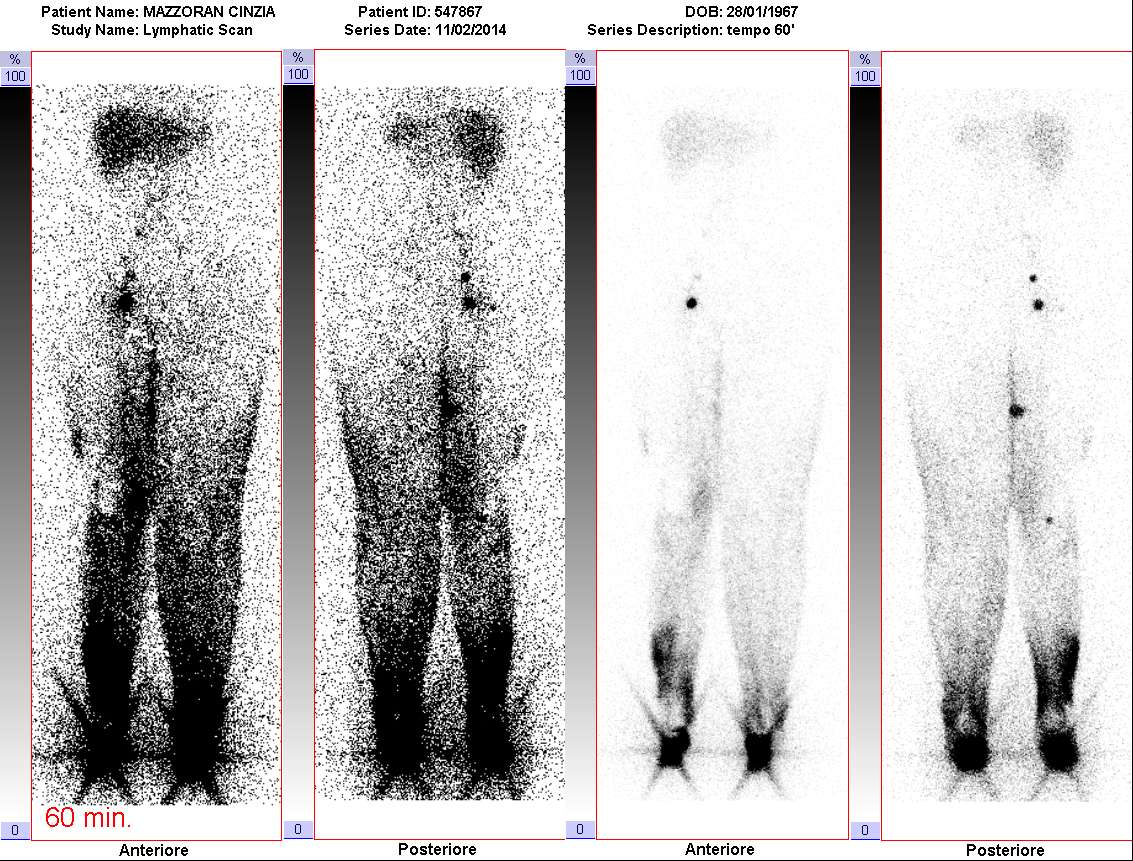 Patient Name: MAZZORAN CINZIA Patient ID: 547867 DOB: 28/01/1967
Study Name: Lymphatic Scan Series Date: 11/02/2014 Series Description: tempo 60'
% % % %
100 100 100 100
60 min.
0 0 0 0
Anteriore Posteriore Anteriore Posteriore